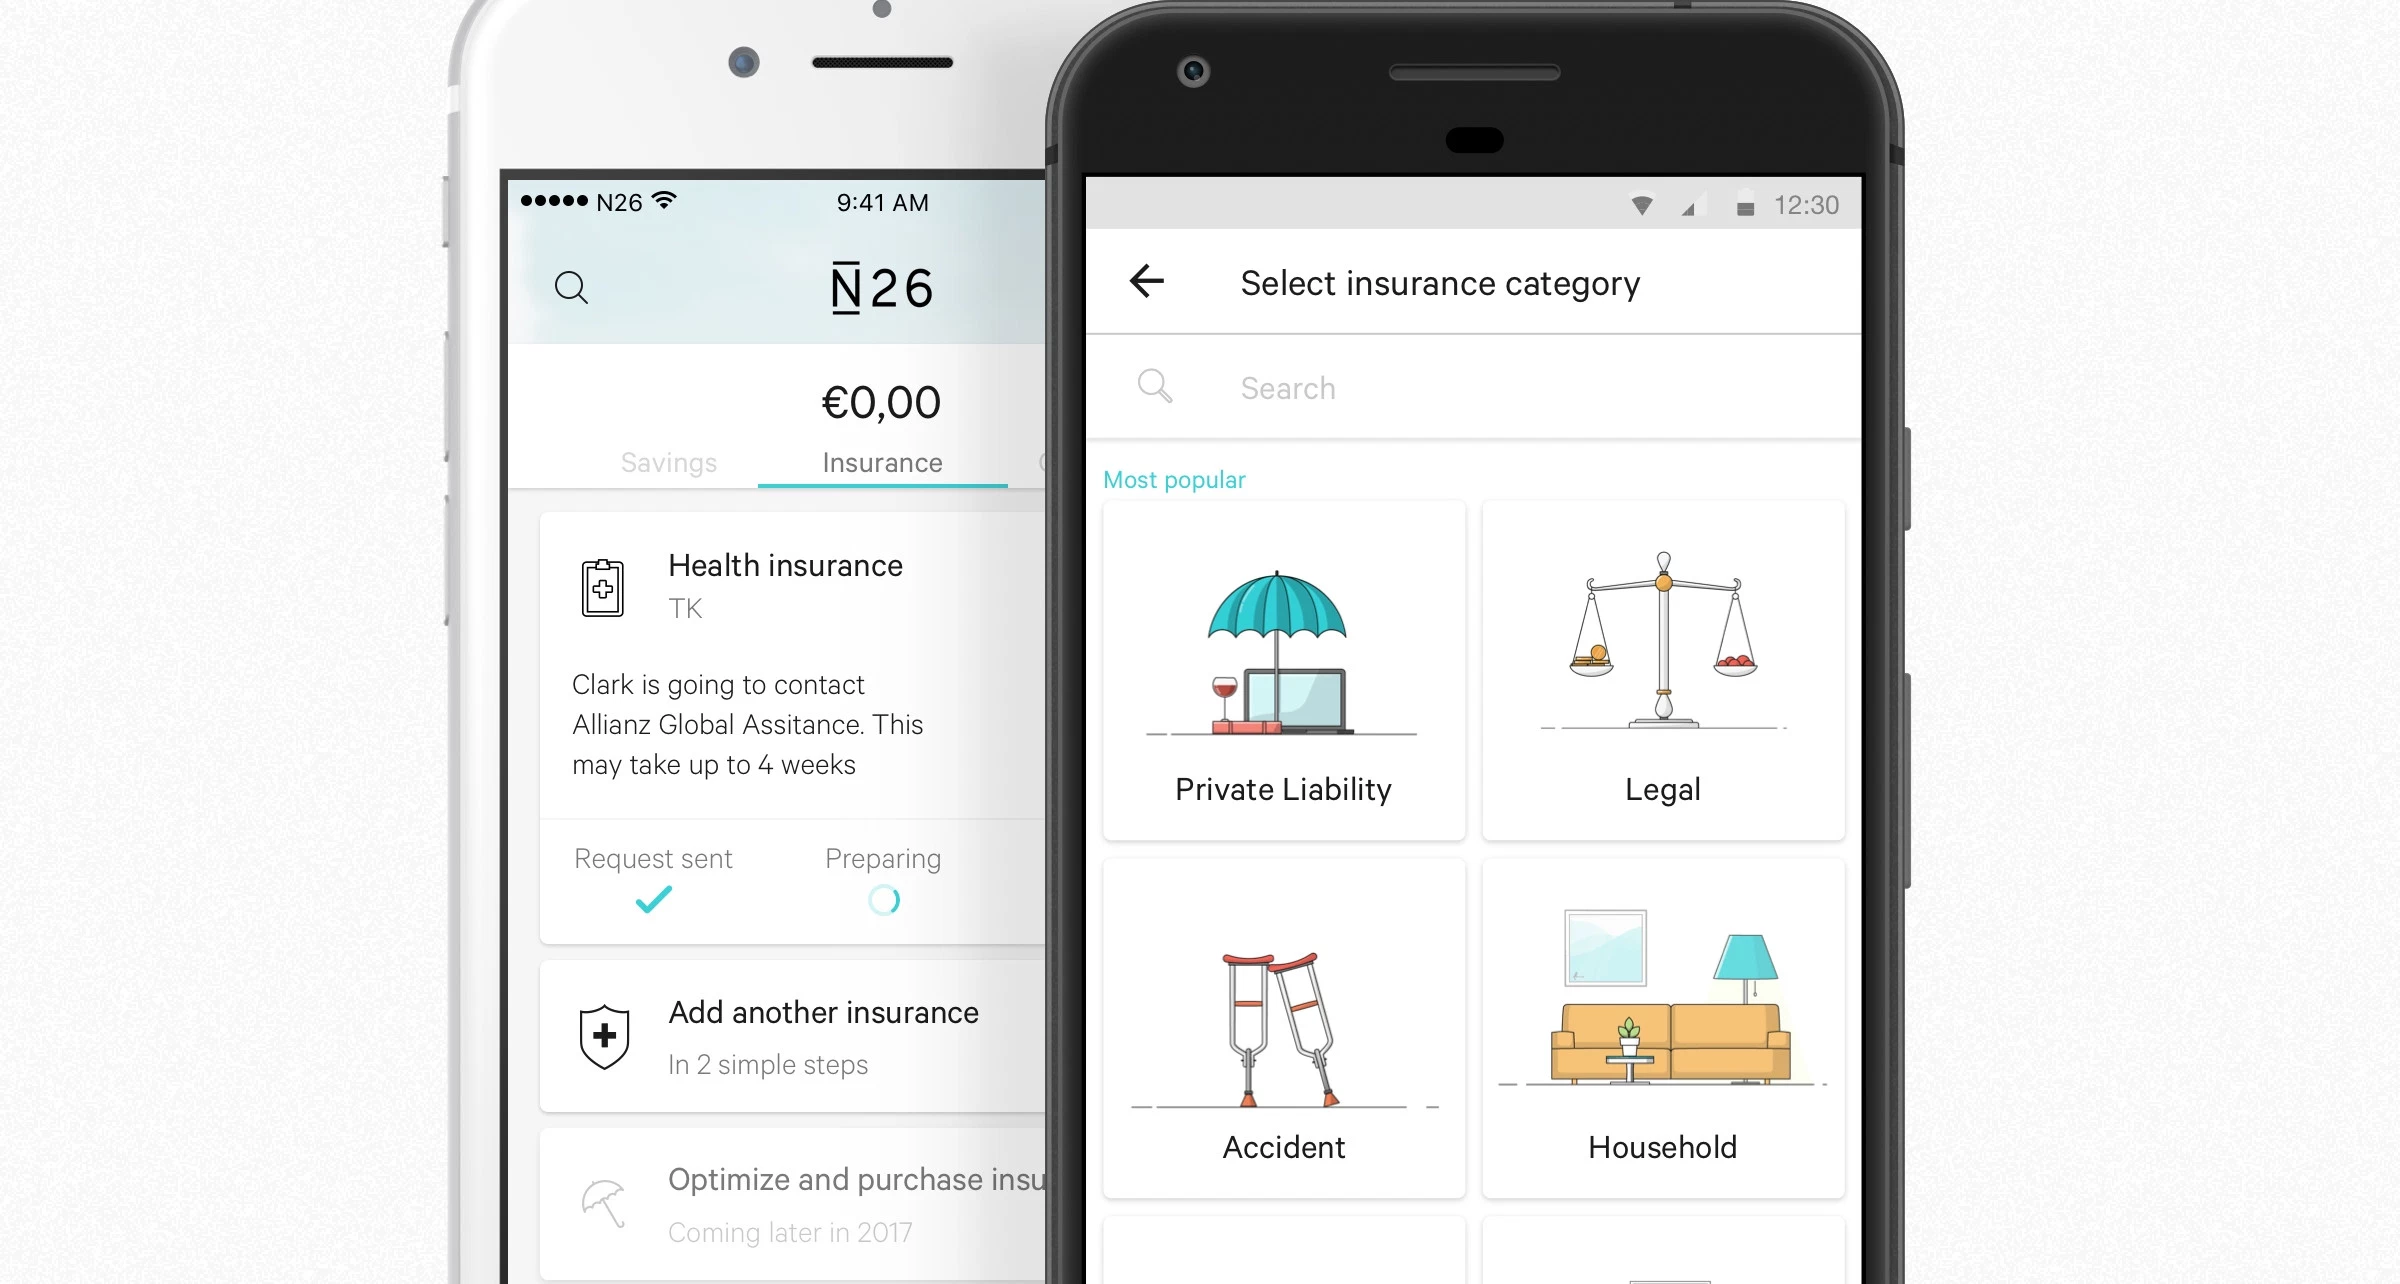 N26
9:41 AM
N26
€0,00
Savings
Insurance
Health insurance
TK
Clark is going to contact
Allianz Global Assitance. This
may take up to 4 weeks
Request sent
Preparing
Add another insurance
In 2 simple steps
Optimize and purchase insu
Coming later in 2017
12:30
Select insurance category
Search
Most popular
Private Liability
Legal
Accident
Household